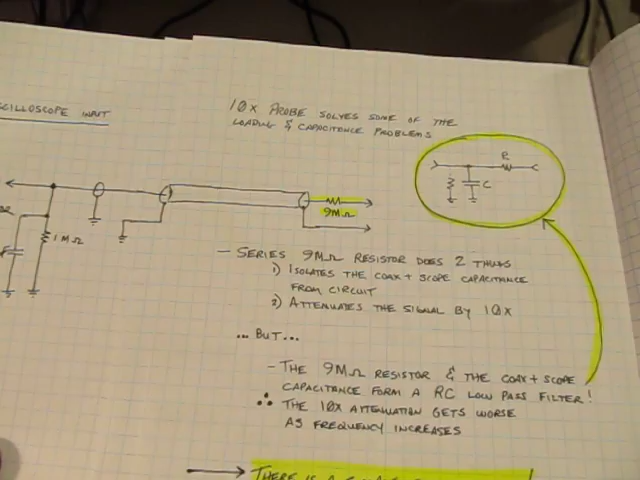 OSCILLOSCOPE INPUT
10X PROBE SOLVES SOME OF THE
LOADING & CAPACITANCE PROBLEMS
R
C
9MΩ
1MΩ
- SERIES 9MΩ RESISTOR DOES 2 THINGS
1) ISOLATES THE COAX + SCOPE CAPACITANCE
FROM CIRCUIT
2) ATTENUATES THE SIGNAL BY 10X
... BUT...
- THE 9MΩ RESISTOR & THE COAX + SCOPE
CAPACITANCE FORM A RC LOW PASS FILTER!
∴ THE 10X ATTENUATION GETS WORSE
AS FREQUENCY INCREASES
THERE IS A